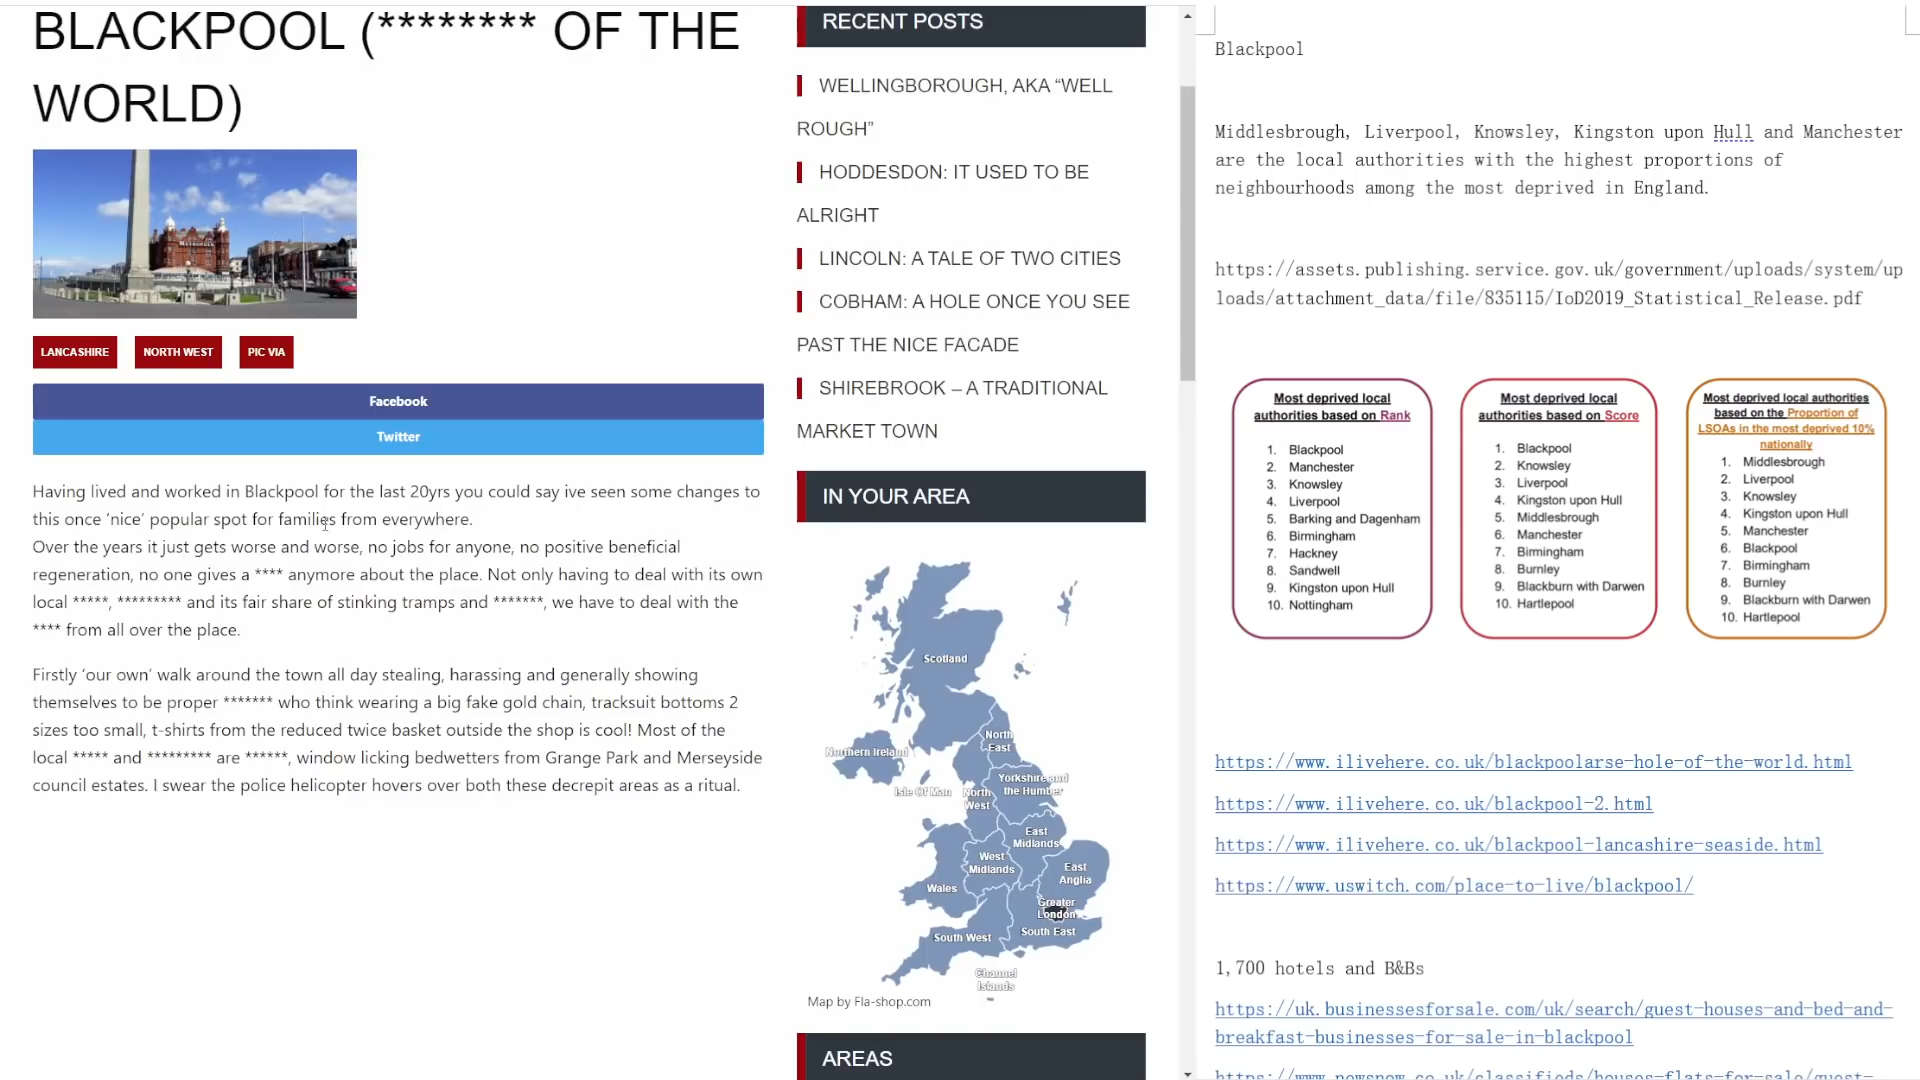 BLACKPOOL (******** OF THE
WORLD)
LANCASHIRE
NORTH WEST
PIC VIA
Facebook
Twitter
Having lived and worked in Blackpool for the last 20yrs you could say ive seen some changes to
this once ‘nice’ popular spot for families from everywhere.
Over the years it just gets worse and worse, no jobs for anyone, no positive beneficial
regeneration, no one gives a **** anymore about the place. Not only having to deal with its own
local *****, ********* and its fair share of stinking tramps and *******, we have to deal with the
**** from all over the place.
Firstly ‘our own’ walk around the town all day stealing, harassing and generally showing
themselves to be proper ******* who think wearing a big fake gold chain, tracksuit bottoms 2
sizes too small, t-shirts from the reduced twice basket outside the shop is cool! Most of the
local ***** and ********* are ******, window licking bedwetters from Grange Park and Merseyside
council estates. I swear the police helicopter hovers over both these decrepit areas as a ritual.
RECENT POSTS
WELLINGBOROUGH, AKA “WELL
ROUGH”
HODDESDON: IT USED TO BE
ALRIGHT
LINCOLN: A TALE OF TWO CITIES
COBHAM: A HOLE ONCE YOU SEE
PAST THE NICE FACADE
SHIREBROOK – A TRADITIONAL
MARKET TOWN
IN YOUR AREA
Scotland
Northern Ireland
North
East
Isle Of Man
North
West
Yorkshire and
the Humber
East
Midlands
West
Midlands
East
Anglia
Wales
Greater
London
South East
South West
Channel
Islands
Map by Fla-shop.com
AREAS
Blackpool
Middlesbrough, Liverpool, Knowsley, Kingston upon Hull and Manchester
are the local authorities with the highest proportions of
neighbourhoods among the most deprived in England.
https://assets.publishing.service.gov.uk/government/uploads/system/up
loads/attachment_data/file/835115/IoD2019_Statistical_Release.pdf
Most deprived local
authorities based on Rank
1. Blackpool
2. Manchester
3. Knowsley
4. Liverpool
5. Barking and Dagenham
6. Birmingham
7. Hackney
8. Sandwell
9. Kingston upon Hull
10. Nottingham
Most deprived local
authorities based on Score
1. Blackpool
2. Knowsley
3. Liverpool
4. Kingston upon Hull
5. Middlesbrough
6. Manchester
7. Birmingham
8. Burnley
9. Blackburn with Darwen
10. Hartlepool
Most deprived local authorities
based on the Proportion of
LSOAs in the most deprived 10%
nationally
1. Middlesbrough
2. Liverpool
3. Knowsley
4. Kingston upon Hull
5. Manchester
6. Blackpool
7. Birmingham
8. Burnley
9. Blackburn with Darwen
10. Hartlepool
https://www.ilivehere.co.uk/blackpoolarse-hole-of-the-world.html
https://www.ilivehere.co.uk/blackpool-2.html
https://www.ilivehere.co.uk/blackpool-lancashire-seaside.html
https://www.uswitch.com/place-to-live/blackpool/
1,700 hotels and B&Bs
https://uk.businessesforsale.com/uk/search/guest-houses-and-bed-and-
breakfast-businesses-for-sale-in-blackpool
https://www.newsnow.co.uk/classifieds/houses-flats-for-sale/guest-